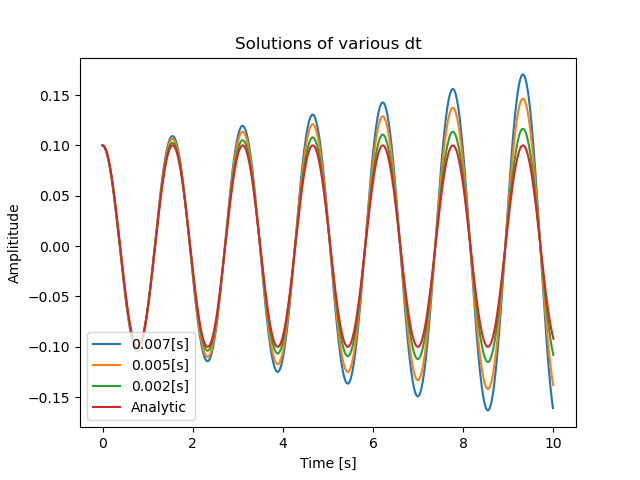 Solutions of various dt
0.15
0.10
0.05
0.00
−0.05
−0.10
−0.15
Amplititude
0.007[s]
0.005[s]
0.002[s]
Analytic
0 2 4 6 8 10
Time [s]